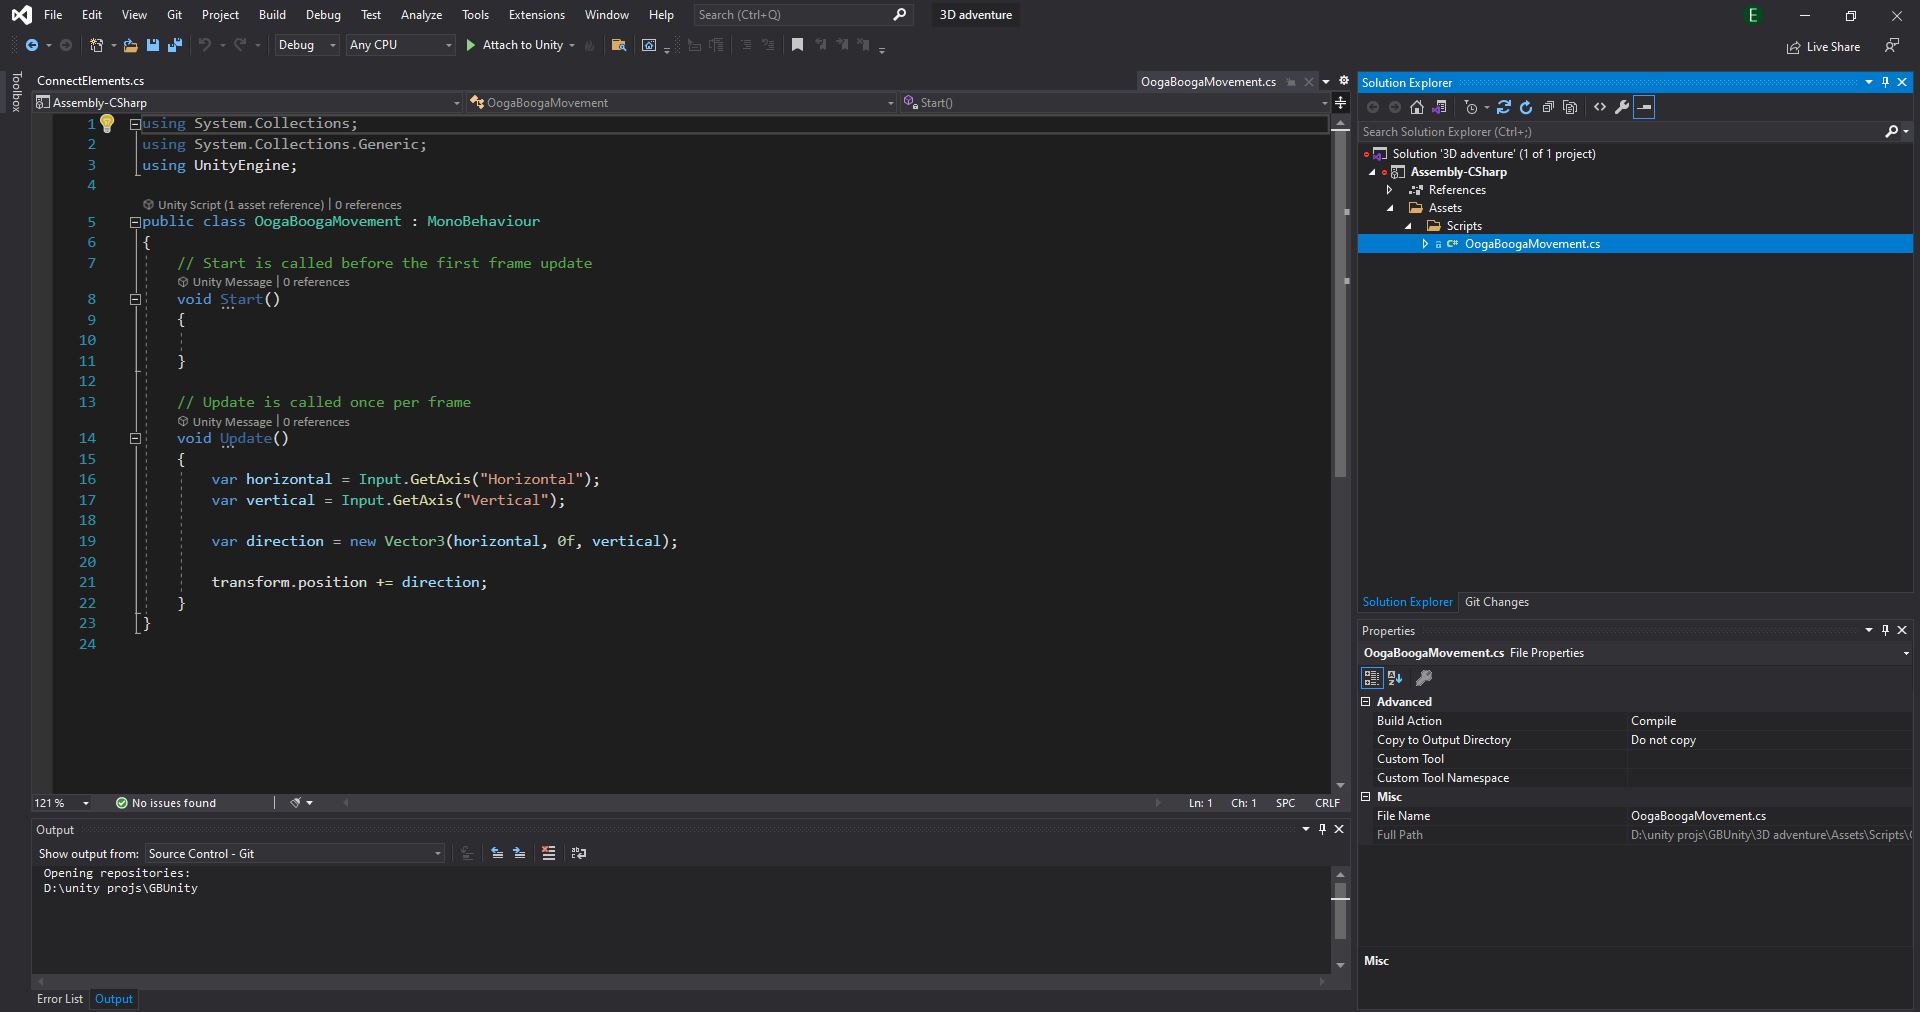 File Edit View Git Project Build Debug Test Analyze Tools Extensions Window Help Search (Ctrl+Q) 3D adventure E
Debug Any CPU Attach to Unity Live Share
Toolbox
ConnectElements.cs OogaBoogaMovement.cs
Assembly-CSharp OogaBoogaMovement Start()
1 using System.Collections;
2 using System.Collections.Generic;
3 using UnityEngine;
4
Unity Script (1 asset reference) | 0 references
5 public class OogaBoogaMovement : MonoBehaviour
6 {
7 // Start is called before the first frame update
Unity Message | 0 references
8 void Start()
9 {
10
11 }
12
13 // Update is called once per frame
Unity Message | 0 references
14 void Update()
15 {
16 var horizontal = Input.GetAxis("Horizontal");
17 var vertical = Input.GetAxis("Vertical");
18
19 var direction = new Vector3(horizontal, 0f, vertical);
20
21 transform.position += direction;
22 }
23 }
24
121 % No issues found Ln: 1 Ch: 1 SPC CRLF
Output
Show output from: Source Control - Git
Opening repositories:
D:\unity projs\GBUnity
Error List Output
Solution Explorer
Search Solution Explorer (Ctrl+;)
Solution '3D adventure' (1 of 1 project)
Assembly-CSharp
References
Assets
Scripts
C# OogaBoogaMovement.cs
Solution Explorer Git Changes
Properties
OogaBoogaMovement.cs File Properties
Advanced
Build Action Compile
Copy to Output Directory Do not copy
Custom Tool
Custom Tool Namespace
Misc
File Name OogaBoogaMovement.cs
Full Path D:\unity projs\GBUnity\3D adventure\Assets\Scripts\
Misc